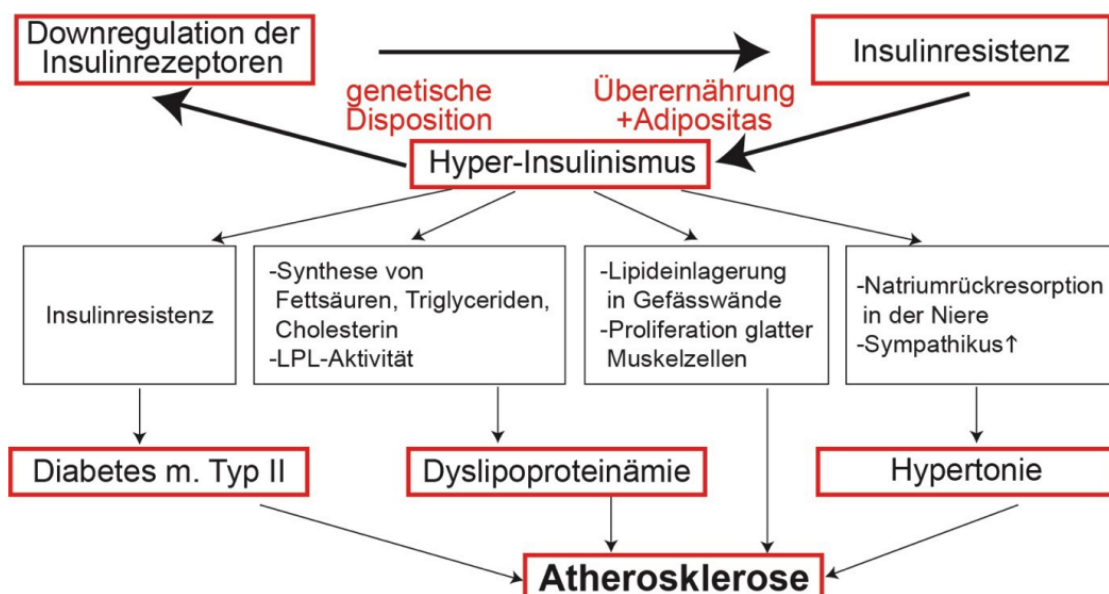 Downregulation der
Insulinrezeptoren
Insulinresistenz
genetische
Disposition
Überernährung
+Adipositas
Hyper-Insulinismus
Insulinresistenz
-Synthese von
Fettsäuren, Triglyceriden,
Cholesterin
-LPL-Aktivität
-Lipideinlagerung
in Gefässwände
-Proliferation glatter
Muskelzellen
-Natriumrückresorption
in der Niere
-Sympathikus↑
Diabetes m. Typ II
Dyslipoproteinämie
Hypertonie
Atherosklerose